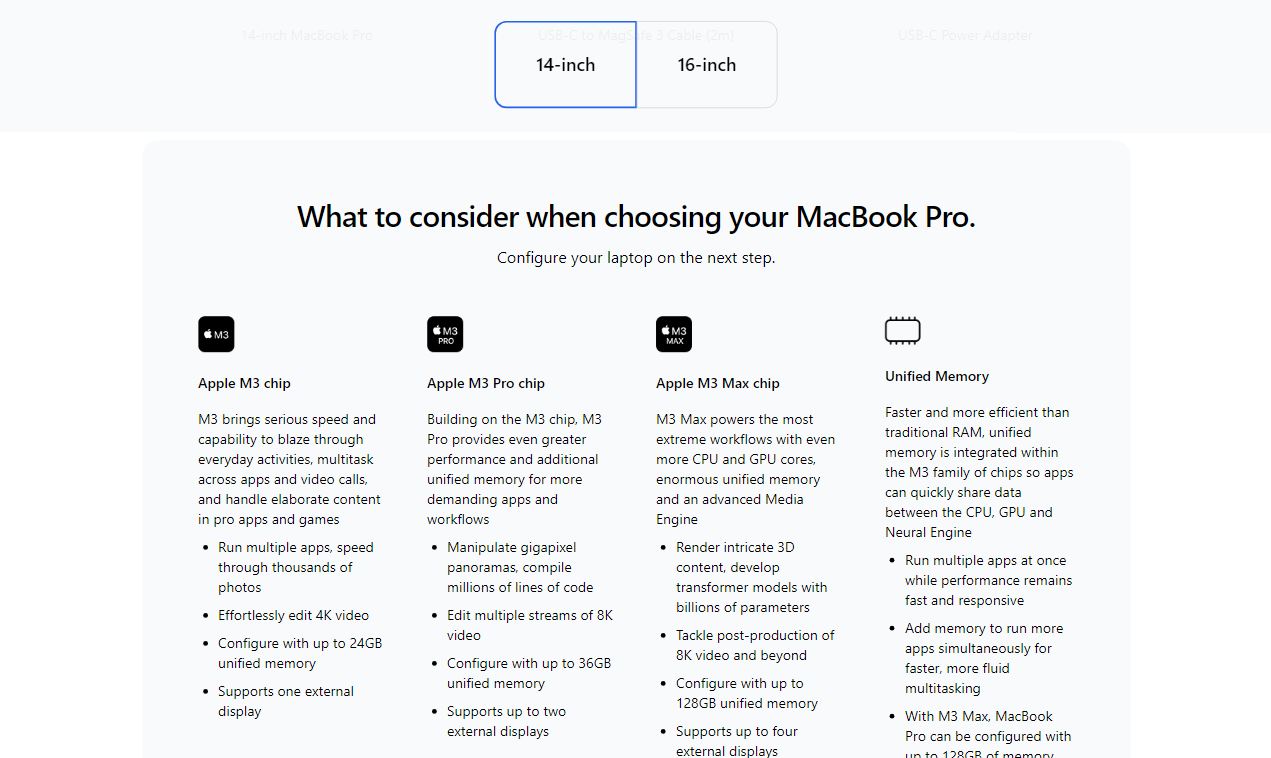 14-inch MacBook Pro
USB-C to MagSafe 3 Cable (2m)
USB-C Power Adapter
14-inch
16-inch
What to consider when choosing your MacBook Pro.
Configure your laptop on the next step.
M3
Apple M3 chip
M3 brings serious speed and
capability to blaze through
everyday activities, multitask
across apps and video calls,
and handle elaborate content
in pro apps and games
• Run multiple apps, speed
through thousands of
photos
• Effortlessly edit 4K video
• Configure with up to 24GB
unified memory
• Supports one external
display
M3
PRO
Apple M3 Pro chip
Building on the M3 chip, M3
Pro provides even greater
performance and additional
unified memory for more
demanding apps and
workflows
• Manipulate gigapixel
panoramas, compile
millions of lines of code
• Edit multiple streams of 8K
video
• Configure with up to 36GB
unified memory
• Supports up to two
external displays
M3
MAX
Apple M3 Max chip
M3 Max powers the most
extreme workflows with even
more CPU and GPU cores,
enormous unified memory
and an advanced Media
Engine
• Render intricate 3D
content, develop
transformer models with
billions of parameters
• Tackle post-production of
8K video and beyond
• Configure with up to
128GB unified memory
• Supports up to four
external displays
Unified Memory
Faster and more efficient than
traditional RAM, unified
memory is integrated within
the M3 family of chips so apps
can quickly share data
between the CPU, GPU and
Neural Engine
• Run multiple apps at once
while performance remains
fast and responsive
• Add memory to run more
apps simultaneously for
faster, more fluid
multitasking
• With M3 Max, MacBook
Pro can be configured with
up to 128GB of memory